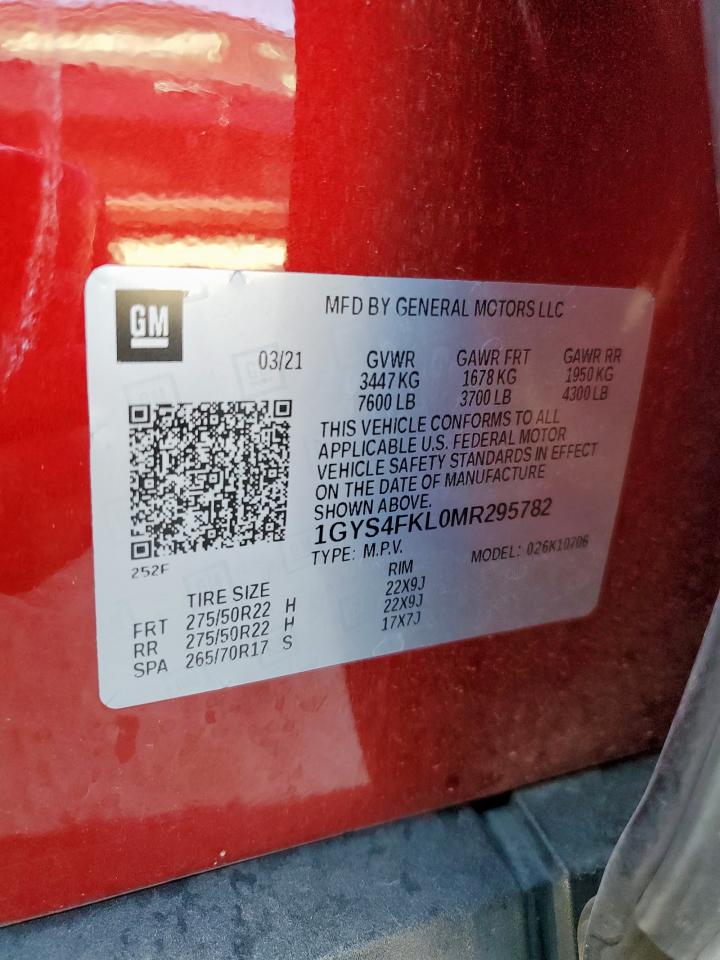 GM
MFD BY GENERAL MOTORS LLC
03/21
GVWR GAWR FRT GAWR RR
3447 KG 1678 KG 1950 KG
7600 LB 3700 LB 4300 LB
THIS VEHICLE CONFORMS TO ALL
APPLICABLE U.S. FEDERAL MOTOR
VEHICLE SAFETY STANDARDS IN EFFECT
ON THE DATE OF MANUFACTURE
SHOWN ABOVE.
1GYS4FKL0MR295782
TYPE: M.P.V. MODEL: 026K10706
252F
TIRE SIZE RIM
FRT 275/50R22 H 22X9J
RR 275/50R22 H 22X9J
SPA 265/70R17 S 17X7J